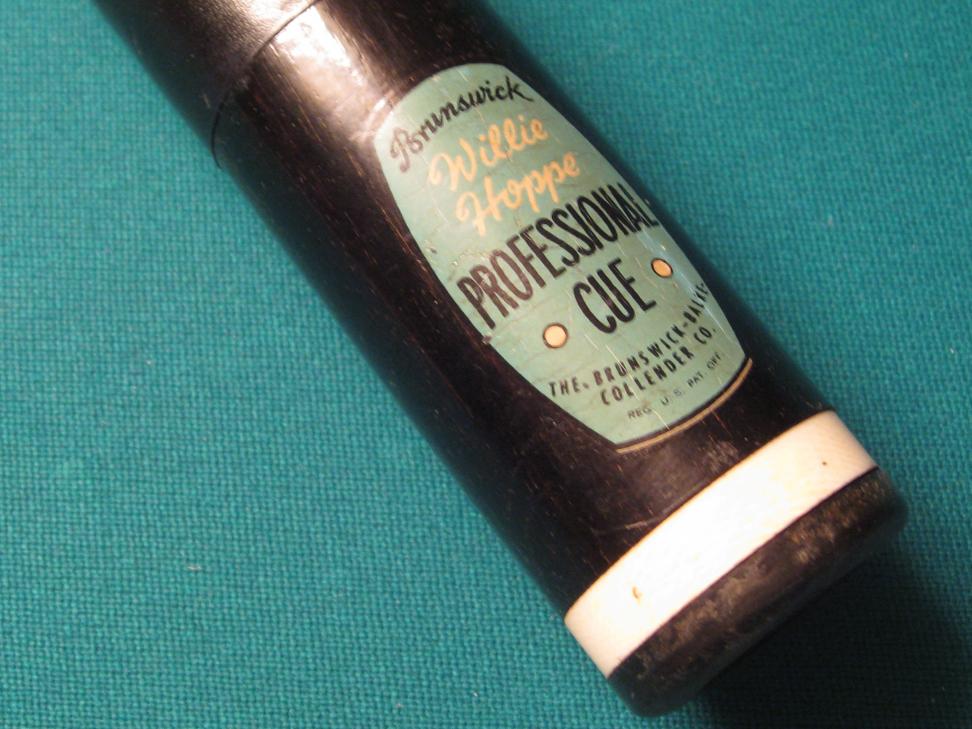 Brunswick
Willie
Hoppe
PROFESSIONAL
CUE
THE BRUNSWICK-BALKE-
COLLENDER CO.
REG. U.S. PAT. OFF.